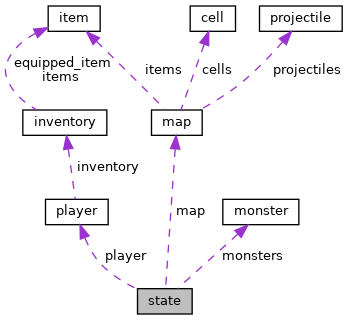 item
cell
projectile
equipped_item
items
items
cells
projectiles
inventory
map
inventory
player
monster
map
player
monsters
state